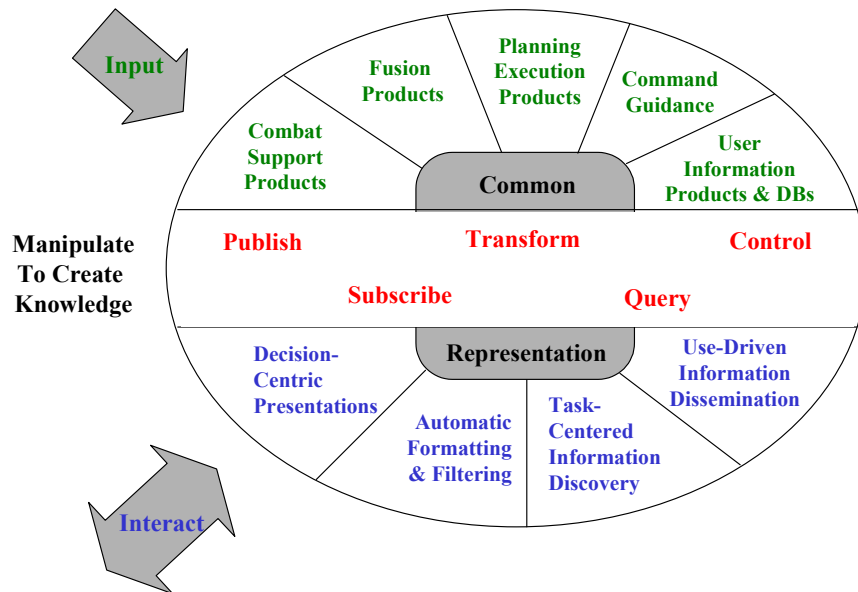 Input
Combat
Support
Products
Fusion
Products
Planning
Execution
Products
Command
Guidance
User
Information
Products & DBs
Common
Manipulate
To Create
Knowledge
Publish
Transform
Control
Subscribe
Query
Representation
Decision-
Centric
Presentations
Automatic
Formatting
& Filtering
Task-
Centered
Information
Discovery
Use-Driven
Information
Dissemination
Interact